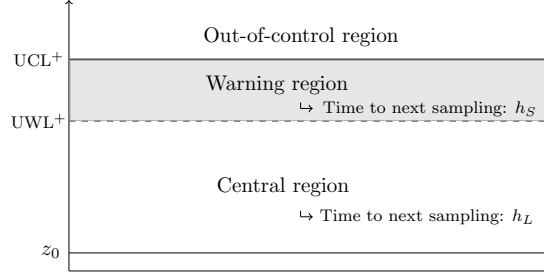 Out-of-control region
UCL⁺
Warning region
↳ Time to next sampling: h_S
UWL⁺
Central region
↳ Time to next sampling: h_L
z₀